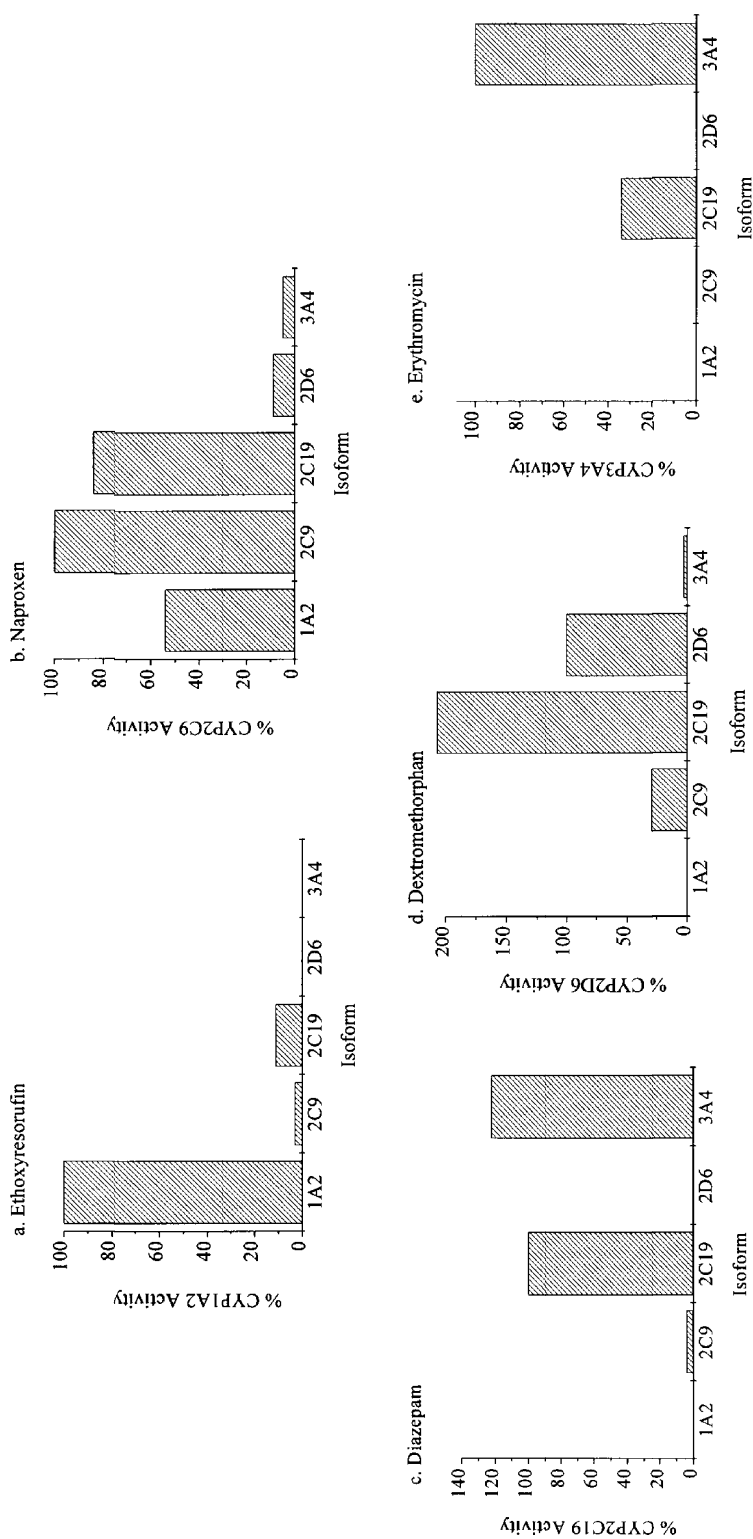 a. Ethoxyresorufin
% CYP1A2 Activity
100
80
60
40
20
0
1A2 2C9 2C19 2D6 3A4
Isoform
b. Naproxen
% CYP2C9 Activity
100
80
60
40
20
0
1A2 2C9 2C19 2D6 3A4
Isoform
c. Diazepam
% CYP2C19 Activity
140
120
100
80
60
40
20
0
1A2 2C9 2C19 2D6 3A4
Isoform
d. Dextromethorphan
% CYP2D6 Activity
200
150
100
50
0
1A2 2C9 2C19 2D6 3A4
Isoform
e. Erythromycin
% CYP3A4 Activity
100
80
60
40
20
0
1A2 2C9 2C19 2D6 3A4
Isoform